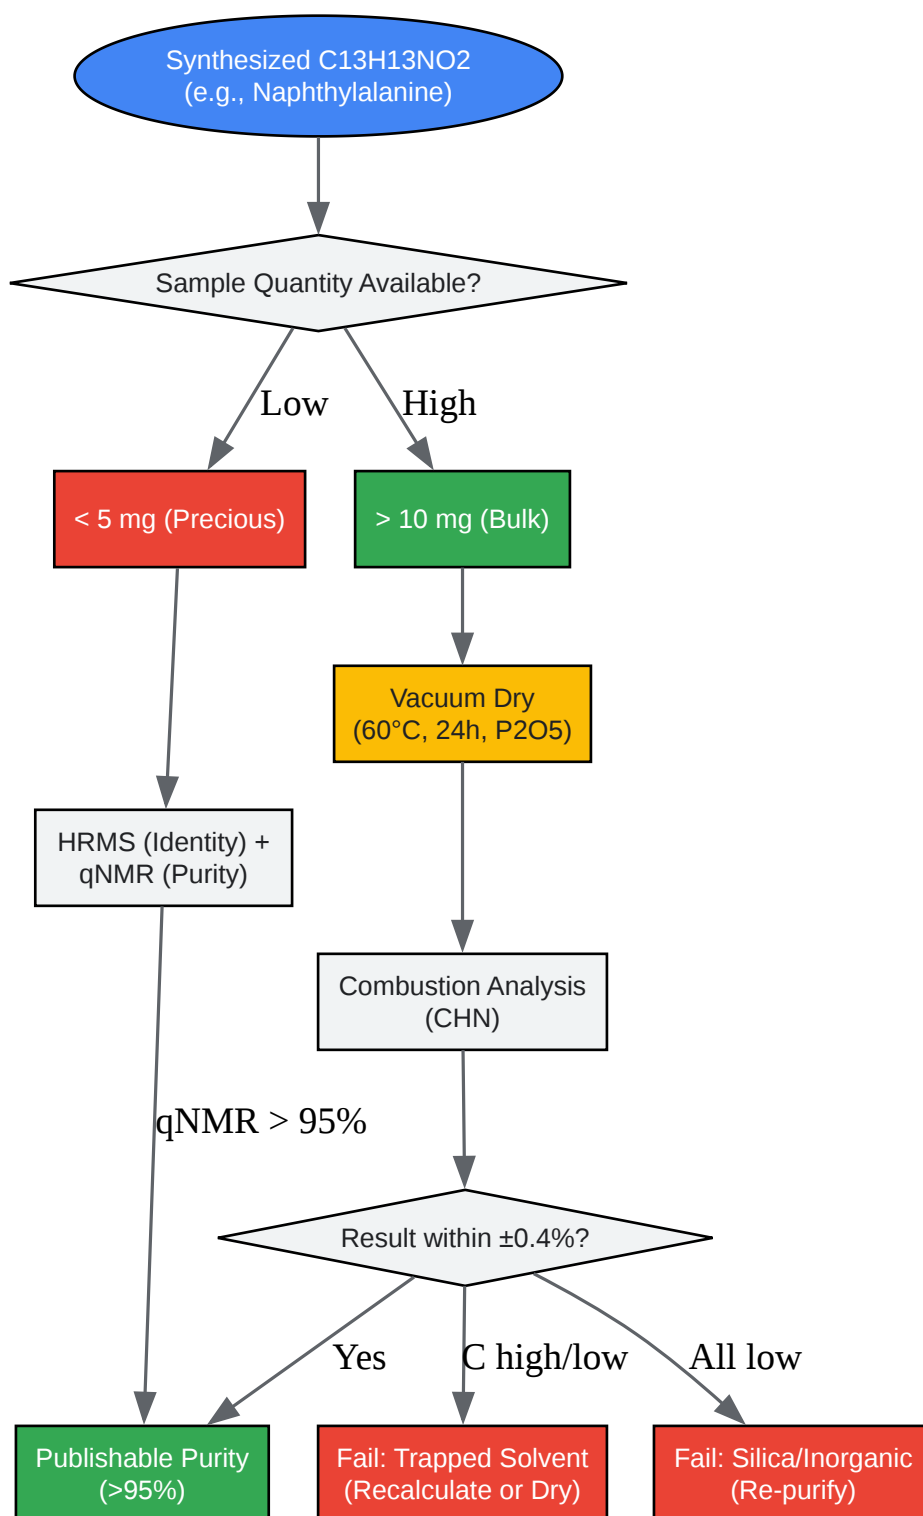 Synthesized C13H13NO2
(e.g., Naphthylalanine)
Sample Quantity Available?
Low
High
< 5 mg (Precious)
> 10 mg (Bulk)
Vacuum Dry
(60°C, 24h, P2O5)
HRMS (Identity) +
qNMR (Purity)
Combustion Analysis
(CHN)
qNMR > 95%
Result within ±0.4%?
Yes
C high/low
All low
Publishable Purity
(>95%)
Fail: Trapped Solvent
(Recalculate or Dry)
Fail: Silica/Inorganic
(Re-purify)